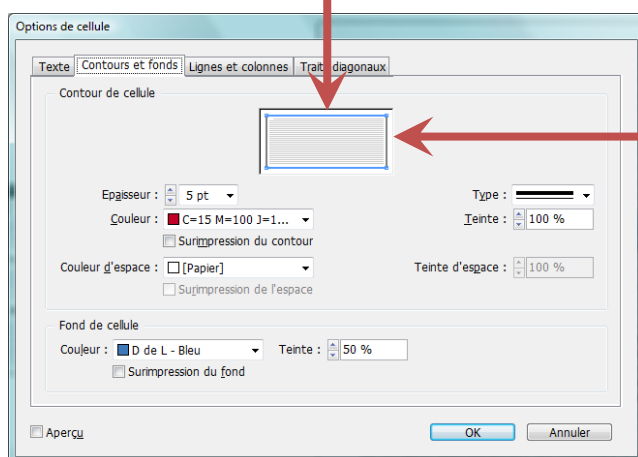 Options de cellule
Texte Contours et fonds Lignes et colonnes Traits diagonaux
Contour de cellule
Epaisseur : 5 pt Type :
Couleur : C=15 M=100 J=1... Teinte : 100 %
Surimpression du contour
Couleur d'espace : [Papier] Teinte d'espace : 100 %
Surimpression de l'espace
Fond de cellule
Couleur : D de L - Bleu Teinte : 50 %
Surimpression du fond
Aperçu OK Annuler